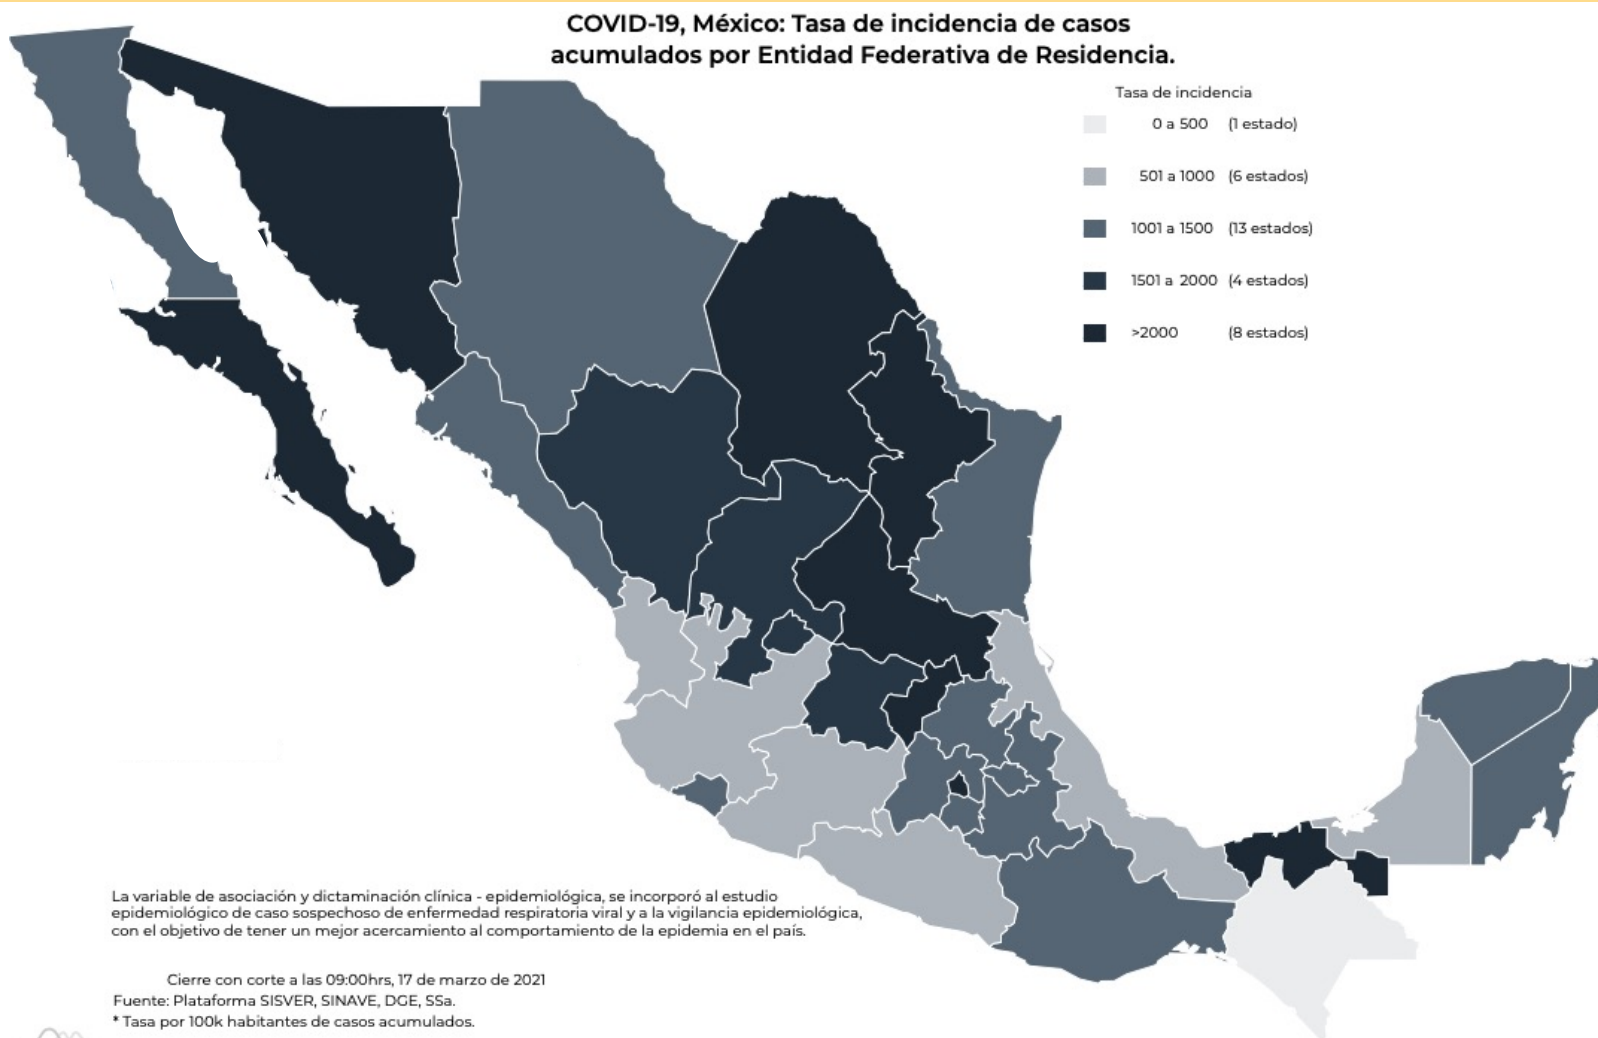 COVID-19, México: Tasa de incidencia de casos
acumulados por Entidad Federativa de Residencia.
Tasa de incidencia
0 a 500 (1 estado)
501 a 1000 (6 estados)
1001 a 1500 (13 estados)
1501 a 2000 (4 estados)
>2000 (8 estados)
La variable de asociación y dictaminación clínica - epidemiológica, se incorporó al estudio
epidemiológico de caso sospechoso de enfermedad respiratoria viral y a la vigilancia epidemiológica,
con el objetivo de tener un mejor acercamiento al comportamiento de la epidemia en el país.
Cierre con corte a las 09:00hrs, 17 de marzo de 2021
Fuente: Plataforma SISVER, SINAVE, DGE, SSa.
* Tasa por 100k habitantes de casos acumulados.